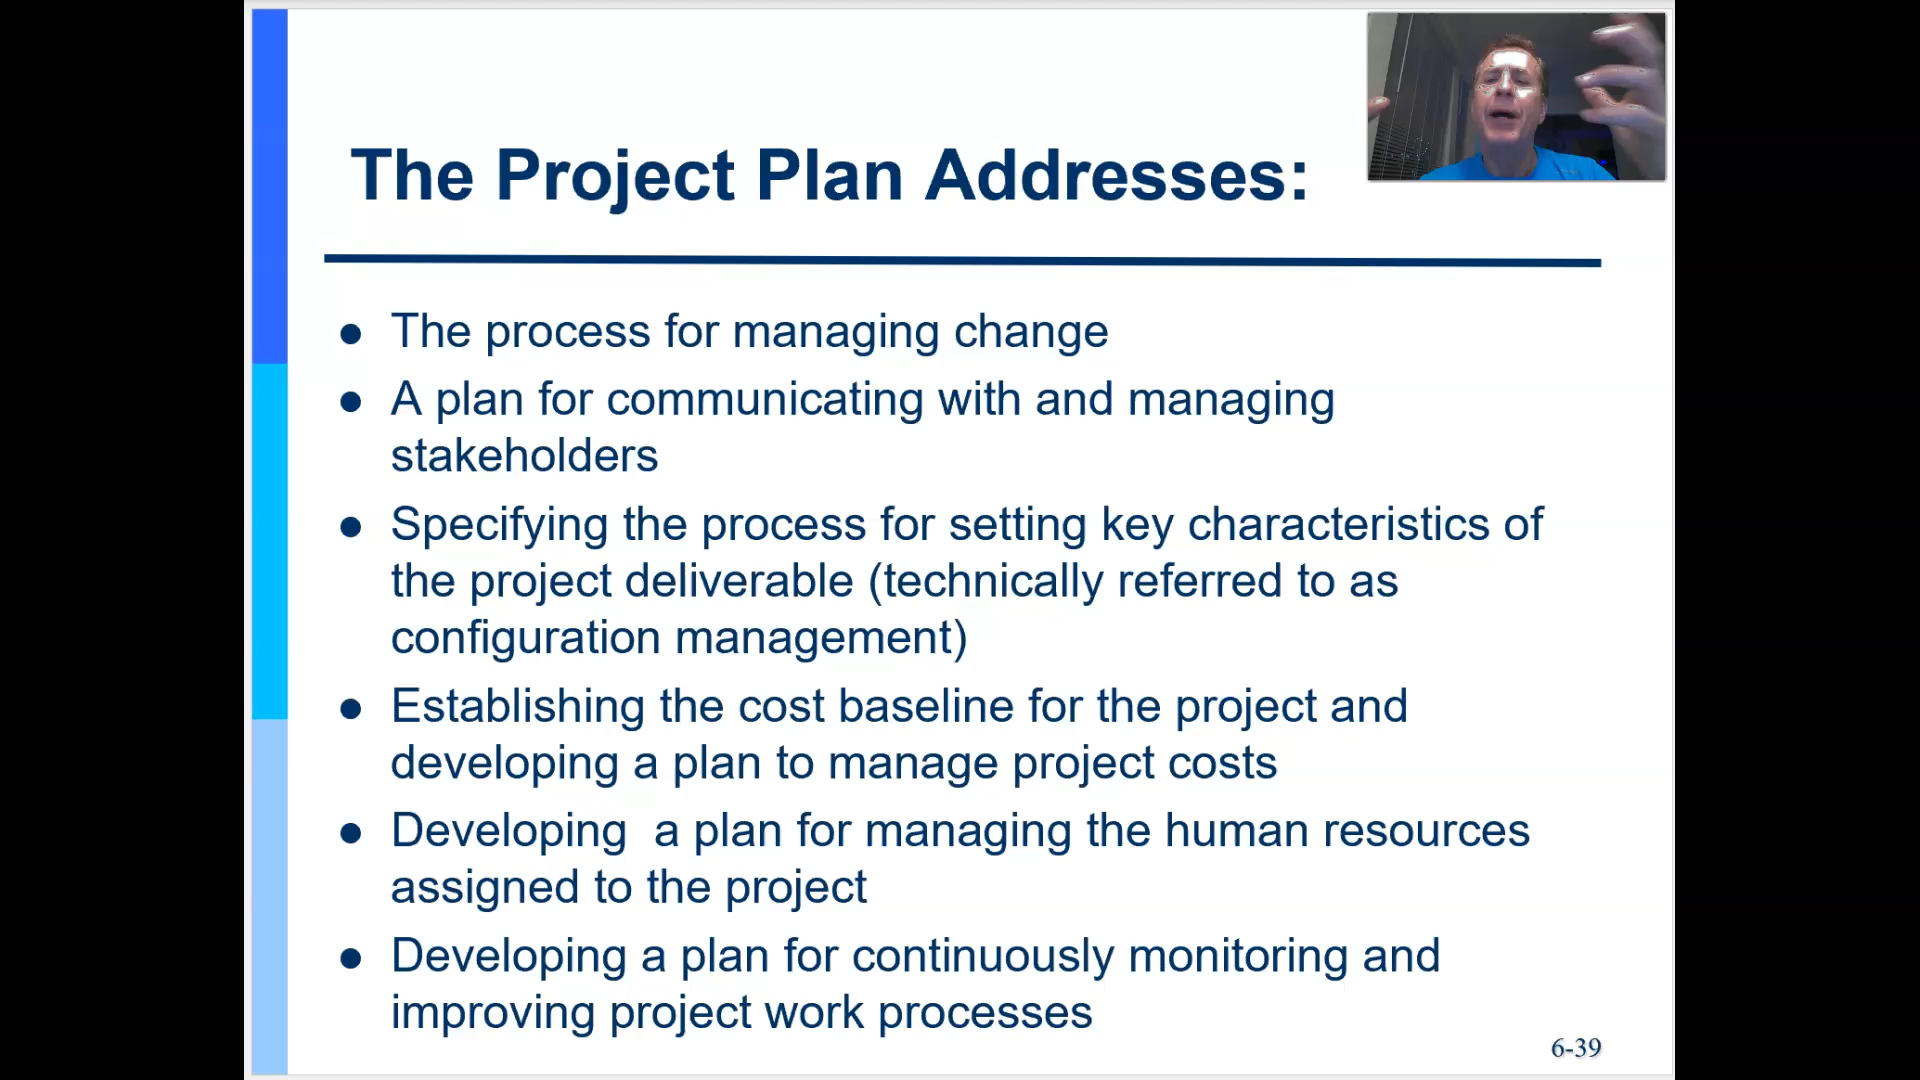 The Project Plan Addresses:
● The process for managing change
● A plan for communicating with and managing
stakeholders
● Specifying the process for setting key characteristics of
the project deliverable (technically referred to as
configuration management)
● Establishing the cost baseline for the project and
developing a plan to manage project costs
● Developing  a plan for managing the human resources
assigned to the project
● Developing a plan for continuously monitoring and
improving project work processes
6-39